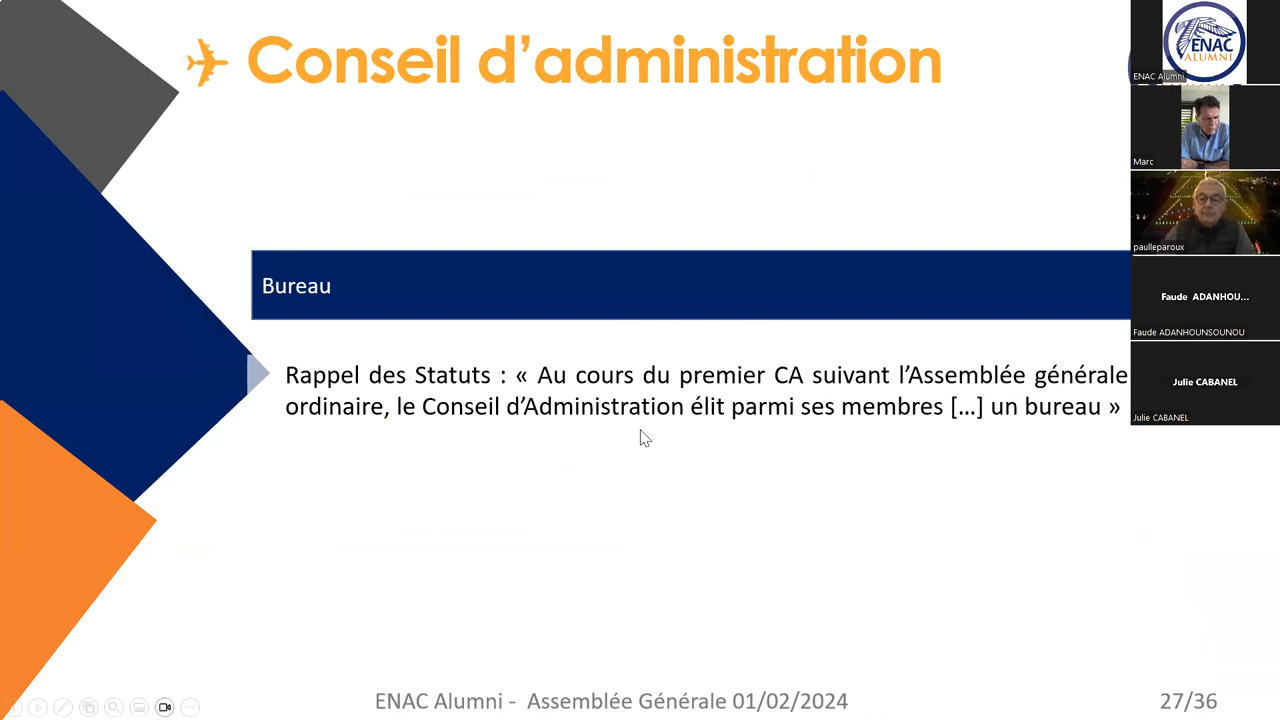 Conseil d’administration
ENAC
ALUMNI
ENAC Alumni
Marc
paulleparoux
Faude ADANHOU...
Faude ADANHOUNSOUNOU
Julie CABANEL
Julie CABANEL
Bureau
Rappel des Statuts : « Au cours du premier CA suivant l’Assemblée générale
ordinaire, le Conseil d’Administration élit parmi ses membres […] un bureau »
ENAC Alumni - Assemblée Générale 01/02/2024
27/36